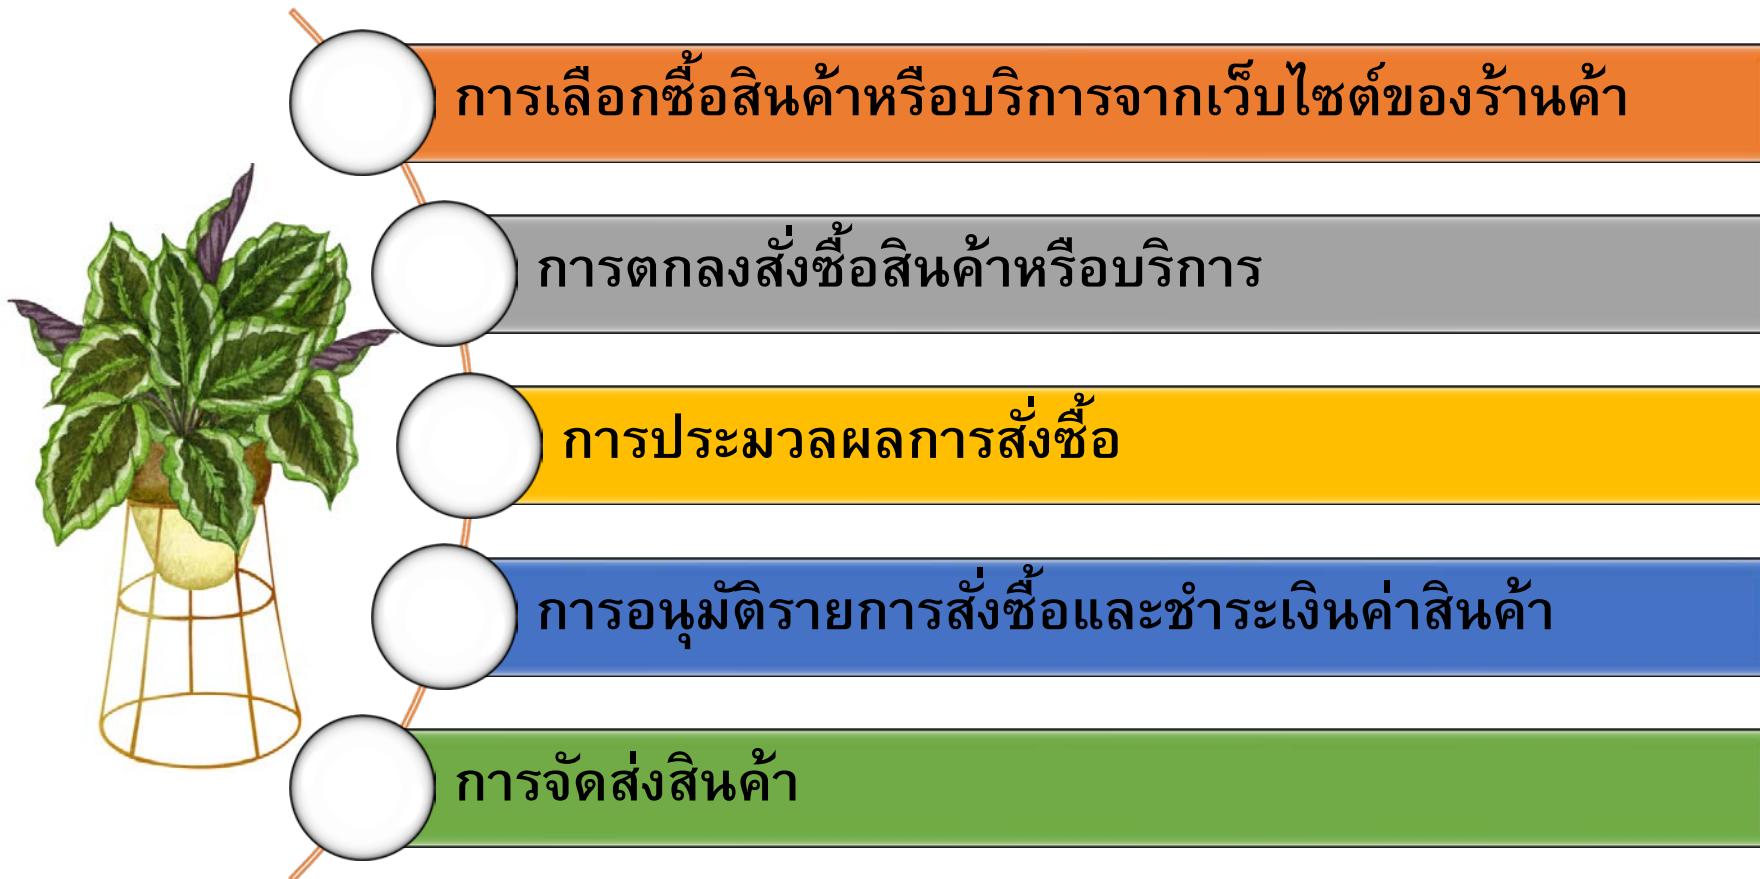 การเลือกซื้อสินค้าหรือบริการจากเว็บไซต์ของร้านค้า
การตกลงสั่งซื้อสินค้าหรือบริการ
การประมวลผลการสั่งซื้อ
การอนุมัติรายการสั่งซื้อและชำระเงินค่าสินค้า
การจัดส่งสินค้า